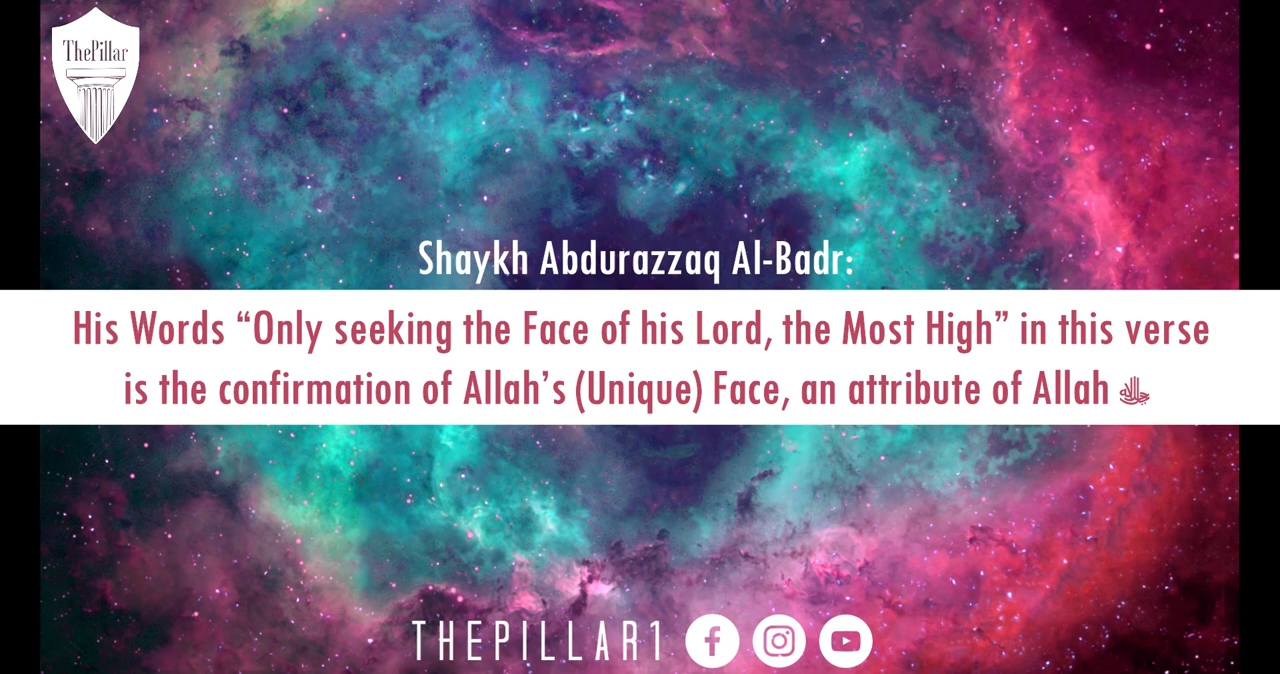 ThePillar
Shaykh Abdurazzaq Al-Badr:
His Words “Only seeking the Face of his Lord, the Most High” in this verse
is the confirmation of Allah’s (Unique) Face, an attribute of Allah ﷻ
THEPILLAR1